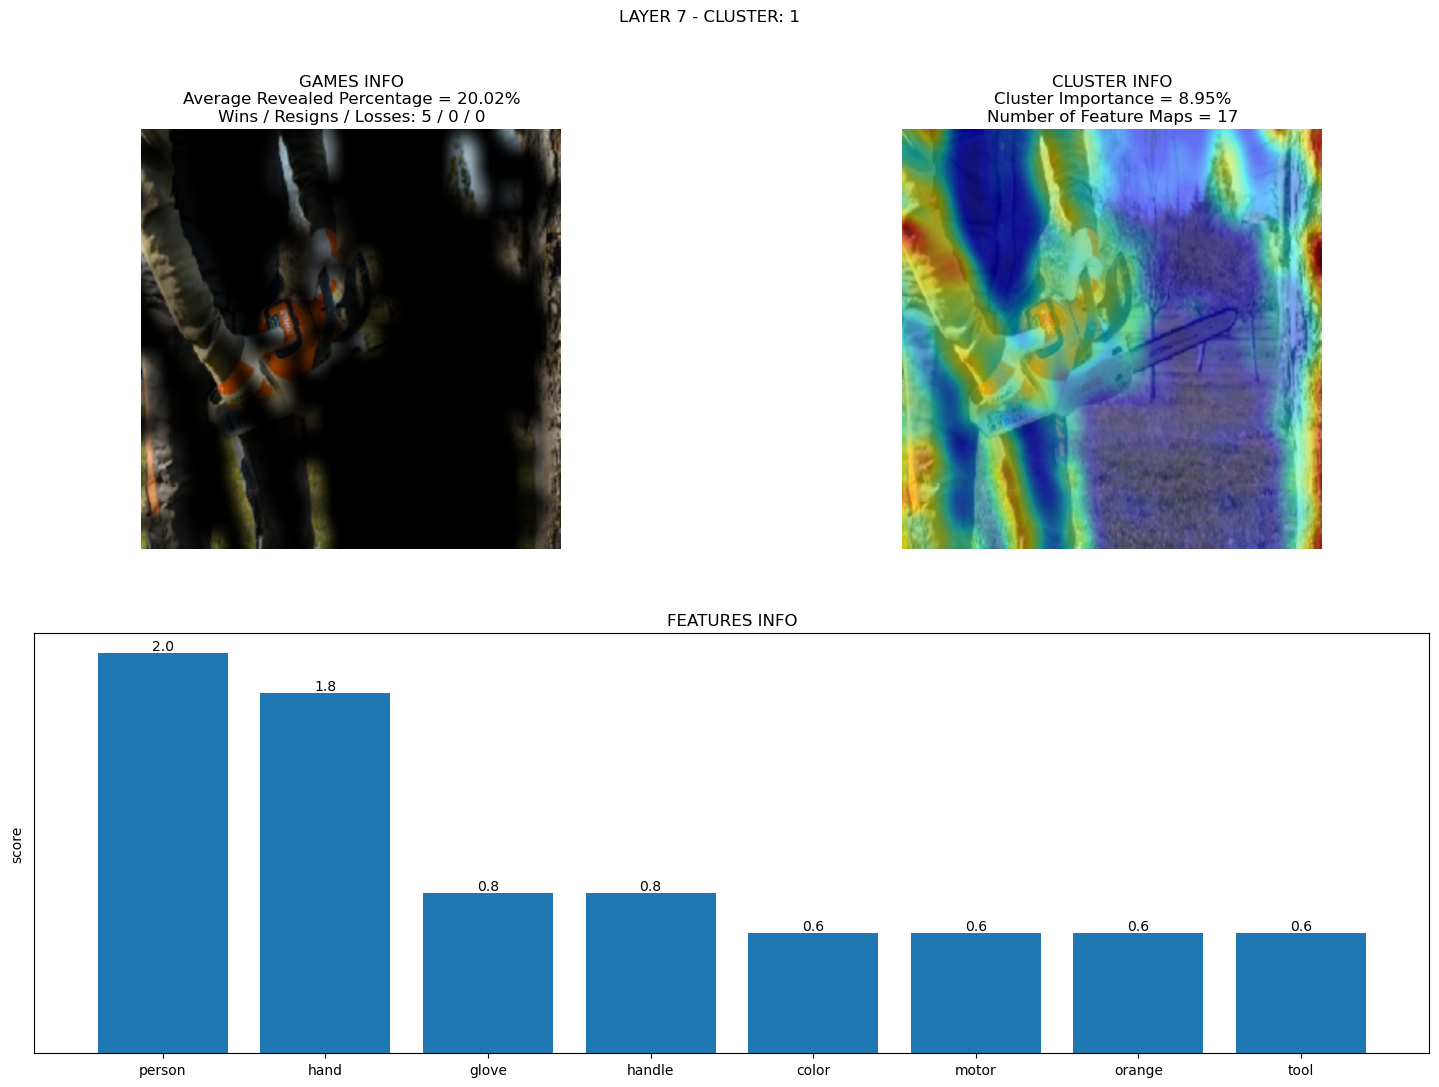 LAYER 7 - CLUSTER: 1
GAMES INFO
Average Revealed Percentage = 20.02%
Wins / Resigns / Losses: 5 / 0 / 0
CLUSTER INFO
Cluster Importance = 8.95%
Number of Feature Maps = 17
FEATURES INFO
score
2.0
1.8
0.8
0.8
0.6
0.6
0.6
0.6
person
hand
glove
handle
color
motor
orange
tool